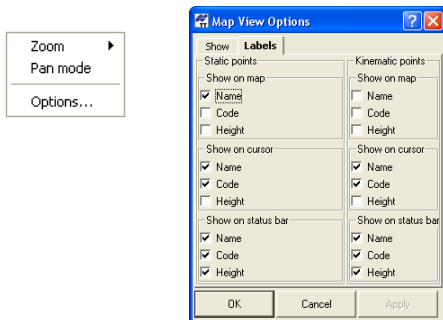 Zoom
Pan mode
Options...
Map View Options
Show Labels
Static points
Show on map
Name
Code
Height
Show on cursor
Name
Code
Height
Show on status bar
Name
Code
Height
Kinematic points
Show on map
Name
Code
Height
Show on cursor
Name
Code
Height
Show on status bar
Name
Code
Height
OK Cancel Apply